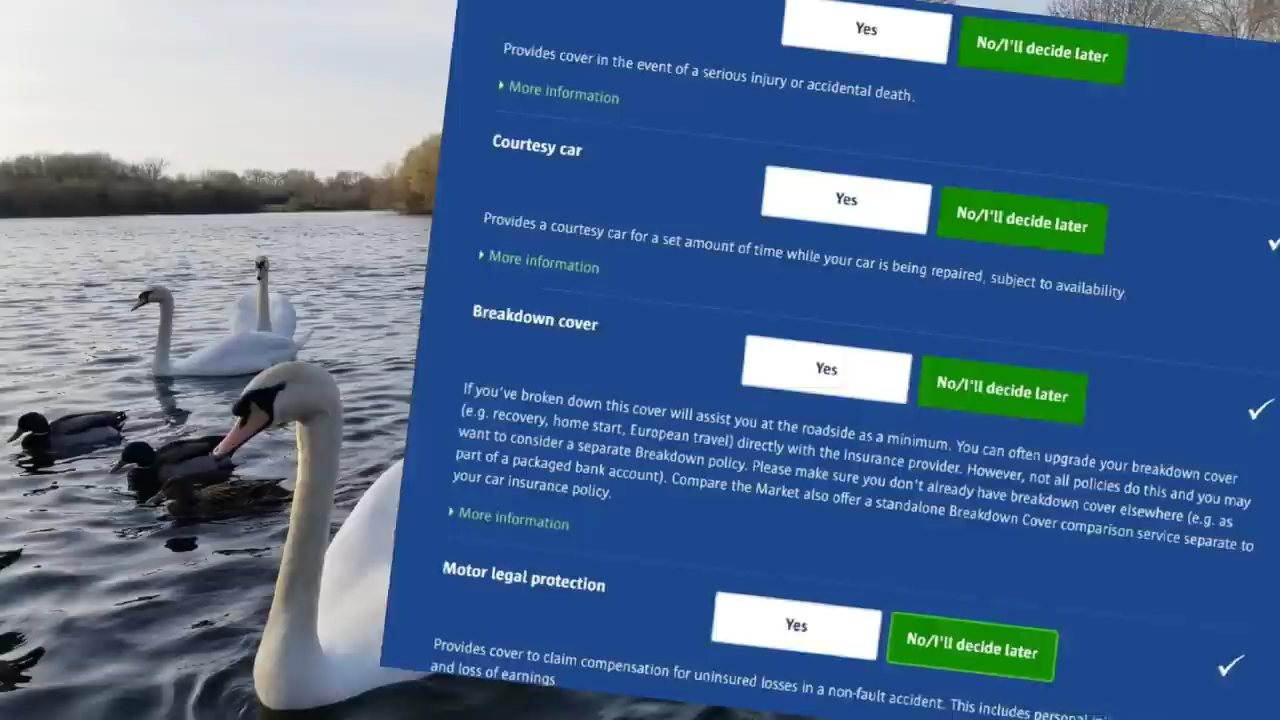 Yes
No/I'll decide later
Provides cover in the event of a serious injury or accidental death.
More information
Courtesy car
Yes
No/I'll decide later
Provides a courtesy car for a set amount of time while your car is being repaired, subject to availability.
More information
Breakdown cover
Yes
No/I'll decide later
If you've broken down this cover will assist you at the roadside as a minimum. You can often upgrade your breakdown cover
(e.g. recovery, home start, European travel) directly with the insurance provider. However, not all policies do this and you may
want to consider a separate Breakdown policy. Please make sure you don't already have breakdown cover elsewhere (e.g. as
part of a packaged bank account). Compare the Market also offer a standalone Breakdown Cover comparison service separate to
your car insurance policy.
More information
Motor legal protection
Yes
No/I'll decide later
Provides cover to claim compensation for uninsured losses in a non-fault accident. This includes personal
and loss of earnings